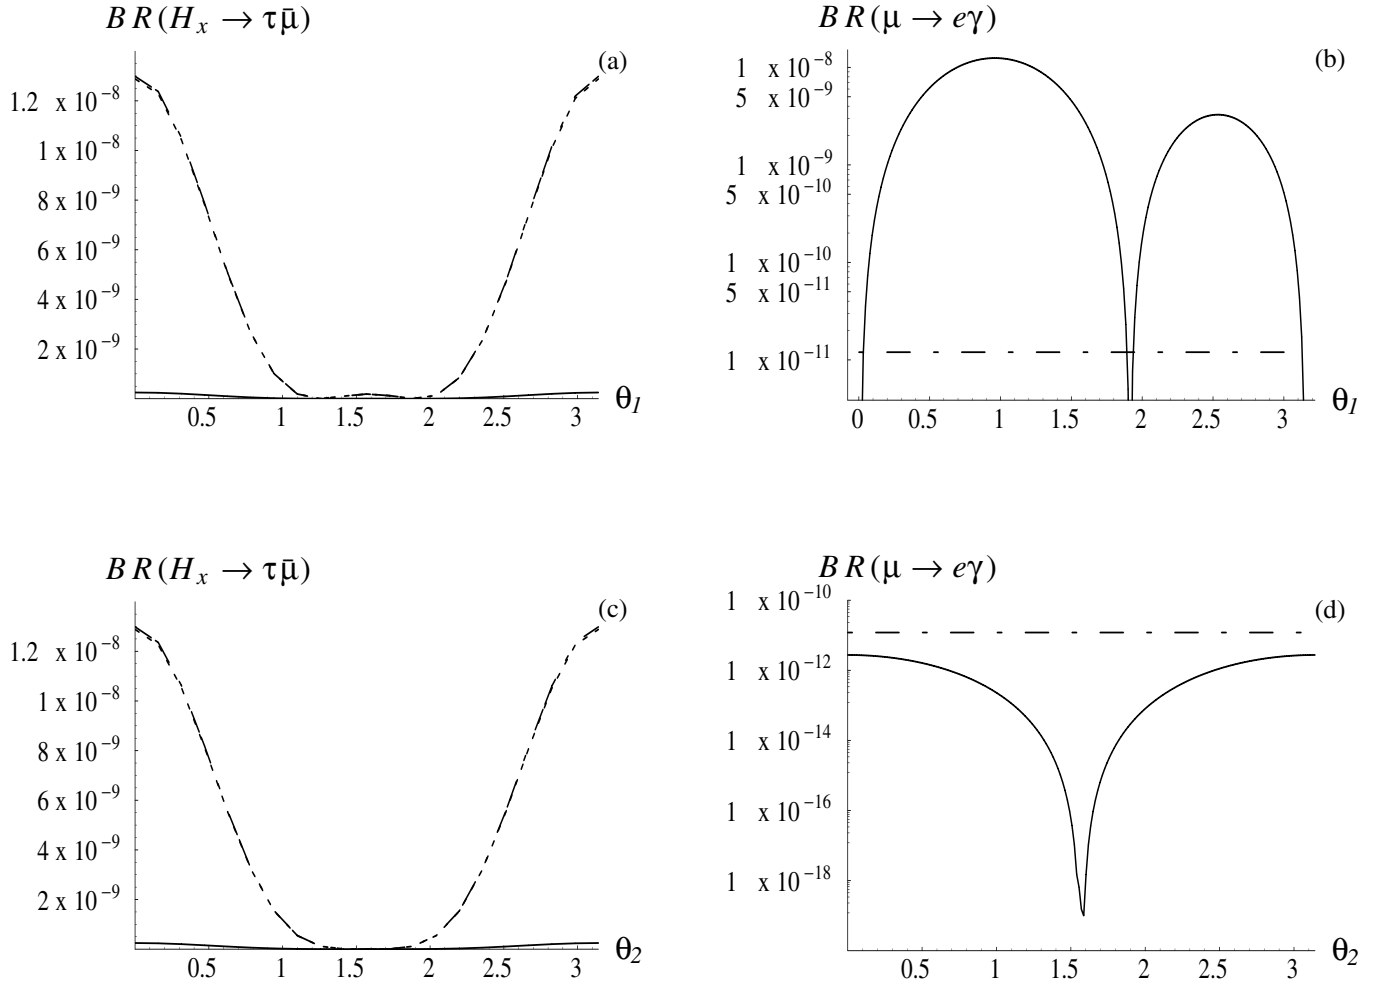 BR(Hₓ → τμ̄)
(a)
1.2 x 10⁻⁸
1 x 10⁻⁸
8 x 10⁻⁹
6 x 10⁻⁹
4 x 10⁻⁹
2 x 10⁻⁹
0.5 1 1.5 2 2.5 3 θ₁
BR(μ → eγ)
(b)
1 x 10⁻⁸
5 x 10⁻⁹
1 x 10⁻⁹
5 x 10⁻¹⁰
1 x 10⁻¹⁰
5 x 10⁻¹¹
1 x 10⁻¹¹
0 0.5 1 1.5 2 2.5 3 θ₁
BR(Hₓ → τμ̄)
(c)
1.2 x 10⁻⁸
1 x 10⁻⁸
8 x 10⁻⁹
6 x 10⁻⁹
4 x 10⁻⁹
2 x 10⁻⁹
0.5 1 1.5 2 2.5 3 θ₂
BR(μ → eγ)
(d)
1 x 10⁻¹⁰
1 x 10⁻¹²
1 x 10⁻¹⁴
1 x 10⁻¹⁶
1 x 10⁻¹⁸
0.5 1 1.5 2 2.5 3 θ₂